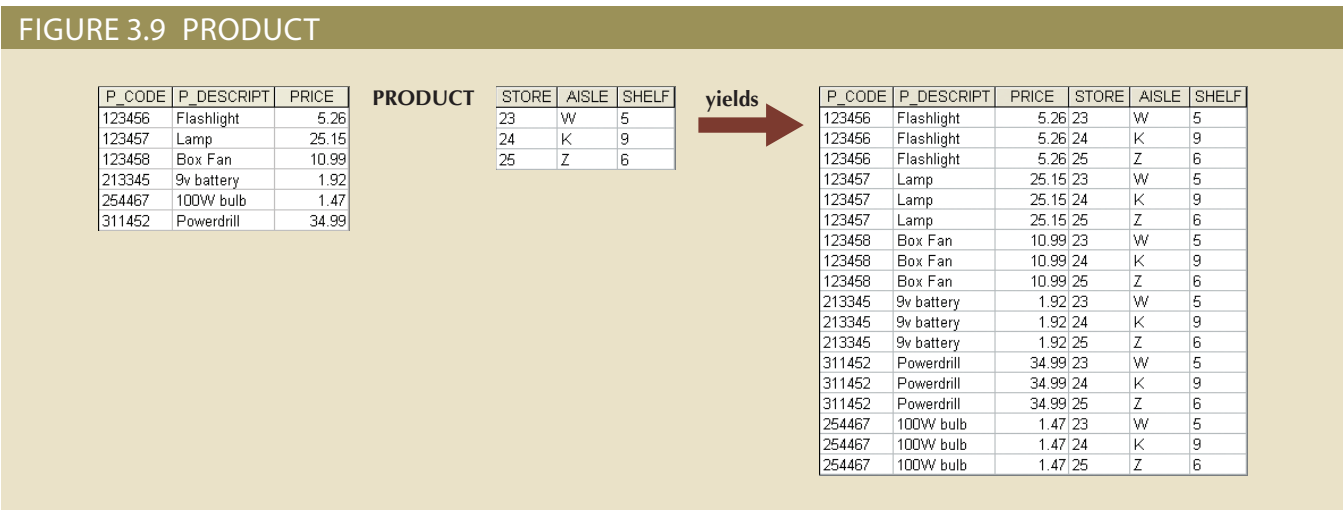 FIGURE 3.9 PRODUCT
P_CODE P_DESCRIPT PRICE
123456 Flashlight 5.26
123457 Lamp 25.15
123458 Box Fan 10.99
213345 9v battery 1.92
254467 100W bulb 1.47
311452 Powerdrill 34.99
PRODUCT
STORE AISLE SHELF
23 W 5
24 K 9
25 Z 6
yields
P_CODE P_DESCRIPT PRICE STORE AISLE SHELF
123456 Flashlight 5.26 23 W 5
123456 Flashlight 5.26 24 K 9
123456 Flashlight 5.26 25 Z 6
123457 Lamp 25.15 23 W 5
123457 Lamp 25.15 24 K 9
123457 Lamp 25.15 25 Z 6
123458 Box Fan 10.99 23 W 5
123458 Box Fan 10.99 24 K 9
123458 Box Fan 10.99 25 Z 6
213345 9v battery 1.92 23 W 5
213345 9v battery 1.92 24 K 9
213345 9v battery 1.92 25 Z 6
311452 Powerdrill 34.99 23 W 5
311452 Powerdrill 34.99 24 K 9
311452 Powerdrill 34.99 25 Z 6
254467 100W bulb 1.47 23 W 5
254467 100W bulb 1.47 24 K 9
254467 100W bulb 1.47 25 Z 6